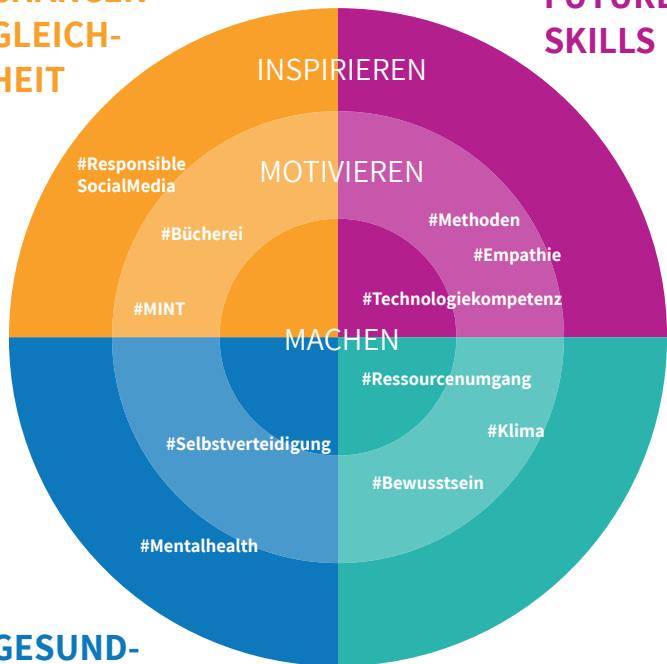 GLEICH-
HEIT
SKILLS
INSPIRIEREN
MOTIVIEREN
#Responsible
SocialMedia
#Bücherei
#MINT
#Methoden
#Empathie
#Technologiekompetenz
MACHEN
#Ressourcenumgang
#Klima
#Bewusstsein
#Selbstverteidigung
#Mentalhealth
GESUND-